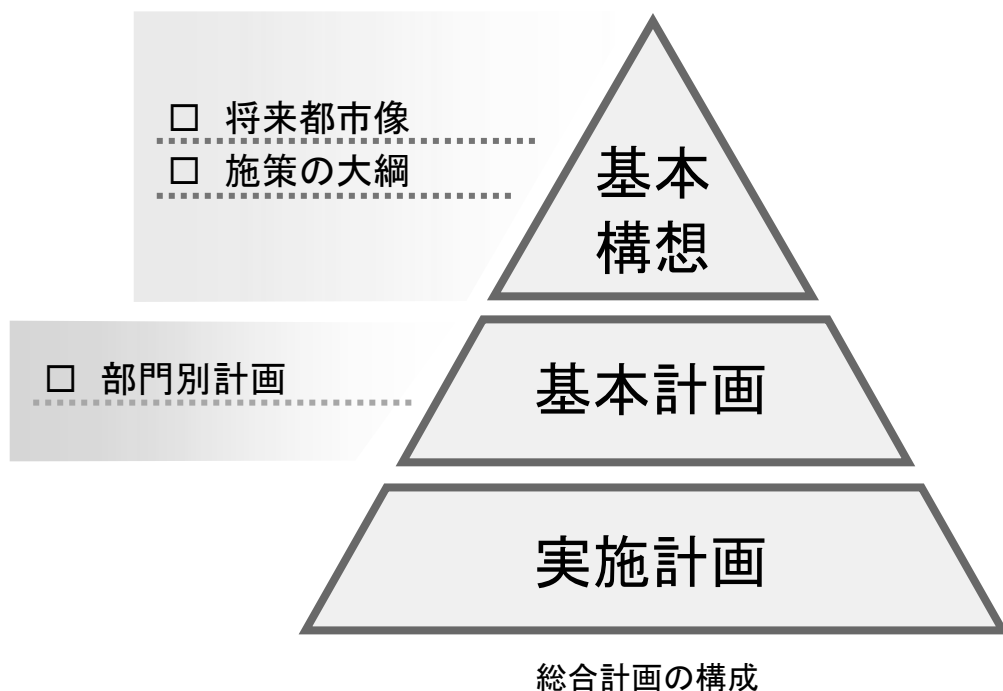 □ 将来都市像
□ 施策の大綱
基本
構想
□ 部門別計画
基本計画
実施計画
総合計画の構成